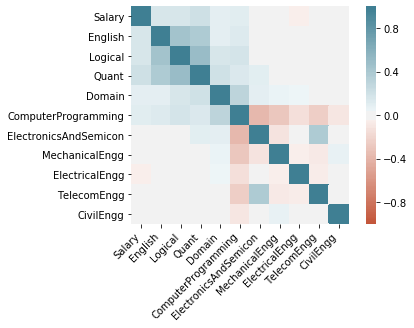 Salary
English
Logical
Quant
Domain
ComputerProgramming
ElectronicsAndSemicon
MechanicalEngg
ElectricalEngg
TelecomEngg
CivilEngg
0.8
0.4
0.0
−0.4
−0.8
Salary
English
Logical
Quant
Domain
ComputerProgramming
ElectronicsAndSemicon
MechanicalEngg
ElectricalEngg
TelecomEngg
CivilEngg